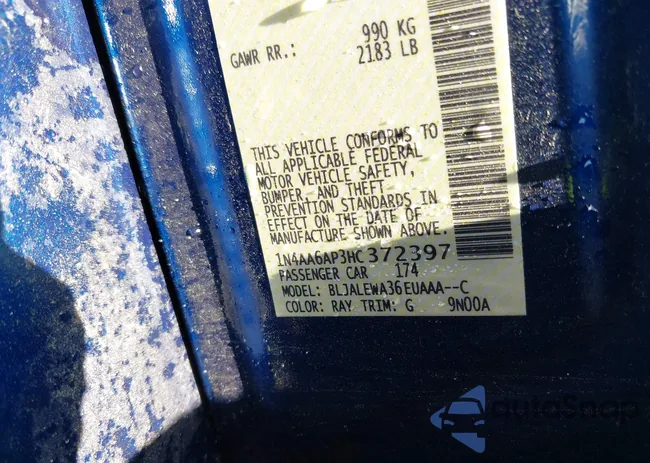 990 KG
GAWR RR.: 2183 LB
THIS VEHICLE CONFORMS TO
ALL APPLICABLE FEDERAL
MOTOR VEHICLE SAFETY,
BUMPER, AND THEFT
PREVENTION STANDARDS IN
EFFECT ON THE DATE OF
MANUFACTURE SHOWN ABOVE.
1N4AA6AP3HC372397
PASSENGER CAR 174
MODEL: BLJALEWA36EUAAA--C
COLOR: RAY TRIM: G 9N00A
autoSnap